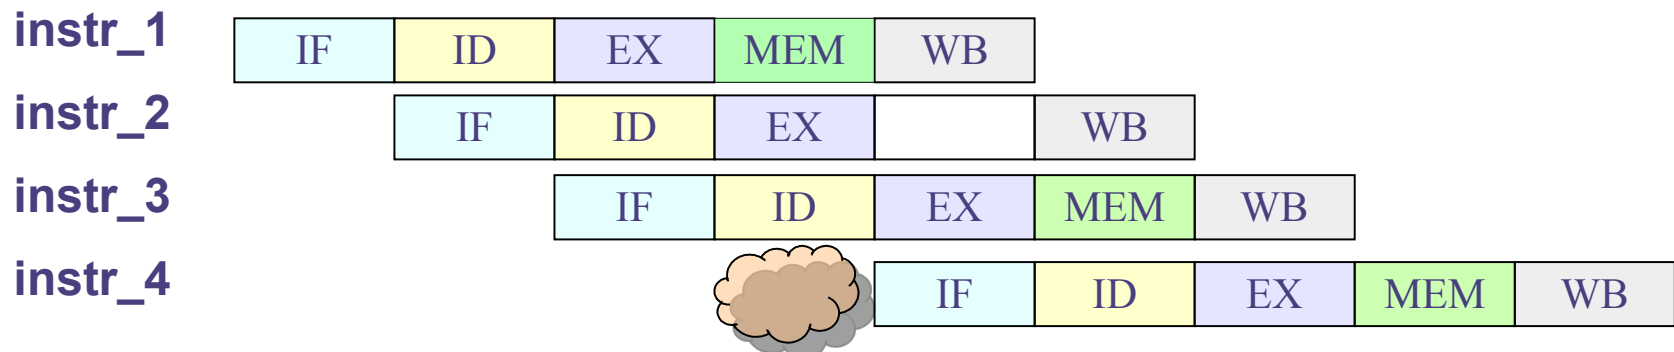 instr_1 IF ID EX MEM WB
instr_2 IF ID EX WB
instr_3 IF ID EX MEM WB
instr_4 IF ID EX MEM WB